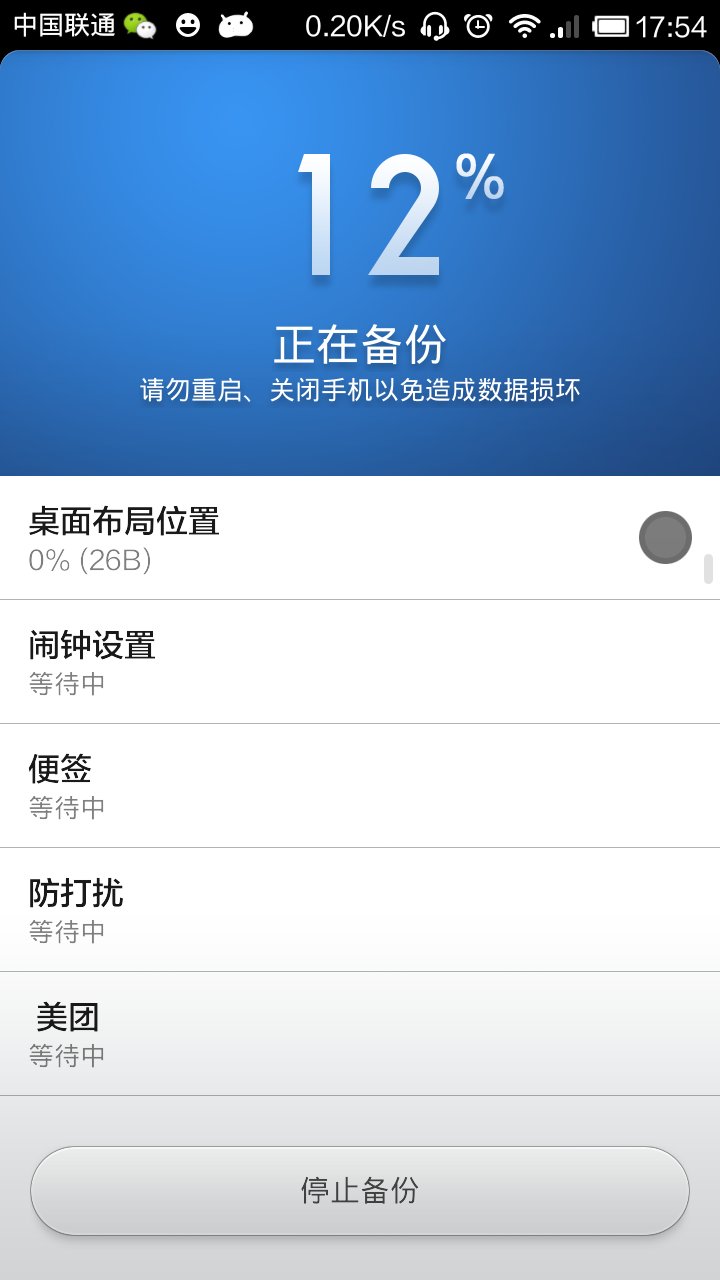 中国联通 0.20K/s 17:54
12%
正在备份
请勿重启、关闭手机以免造成数据损坏
桌面布局位置
0% (26B)
闹钟设置
等待中
便签
等待中
防打扰
等待中
美团
等待中
停止备份